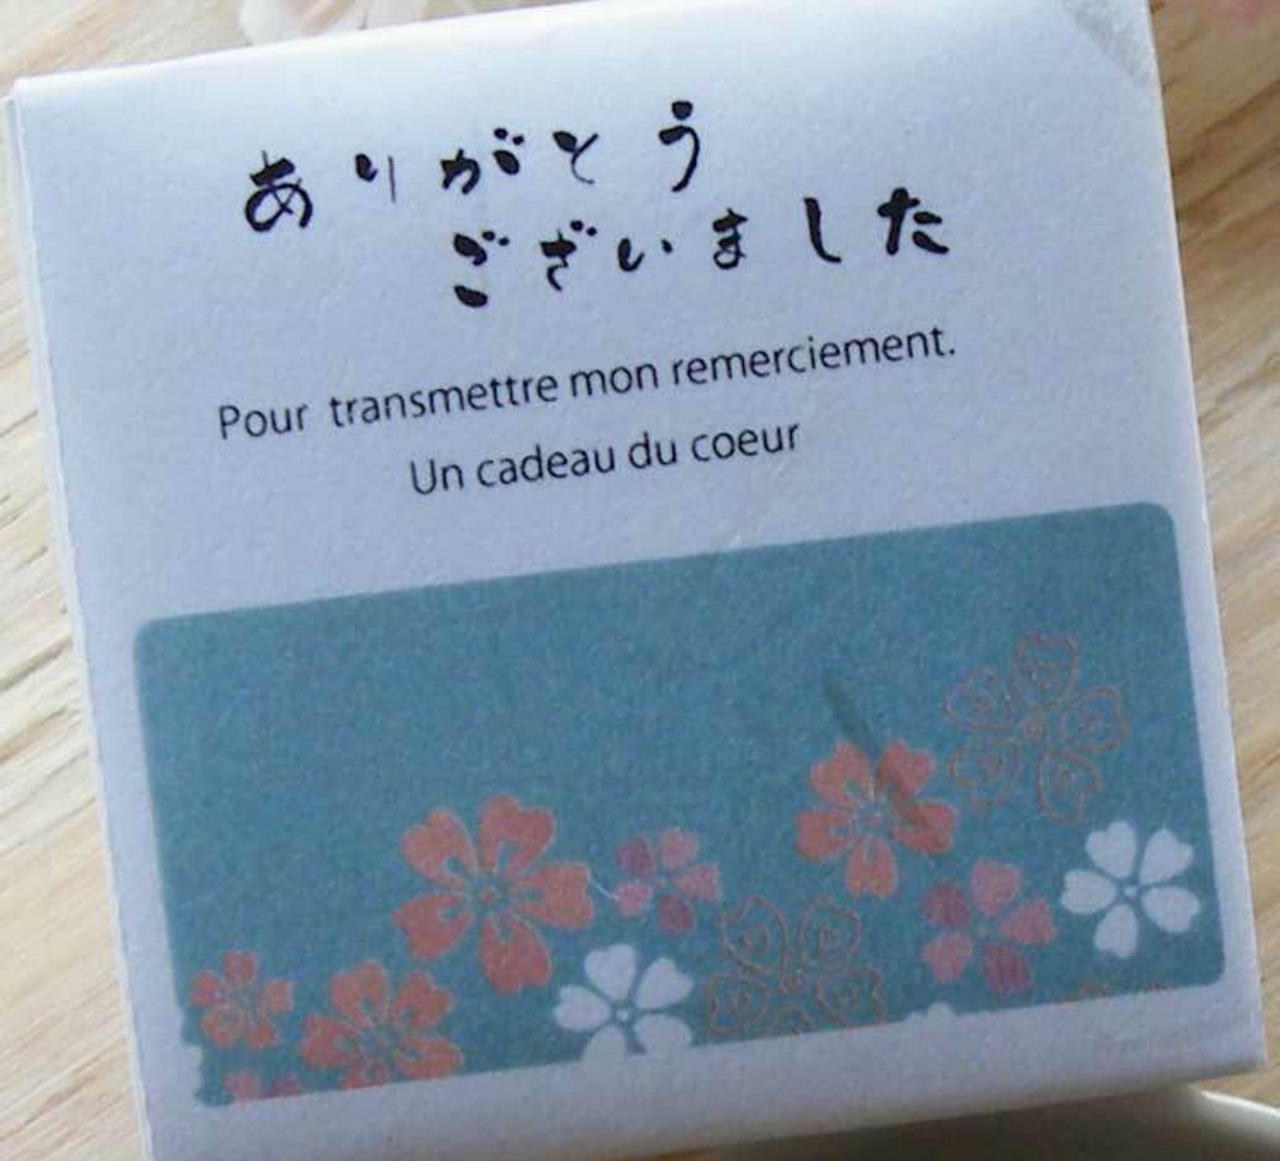 ありがとう
ございました
Pour transmettre mon remerciement.
Un cadeau du coeur